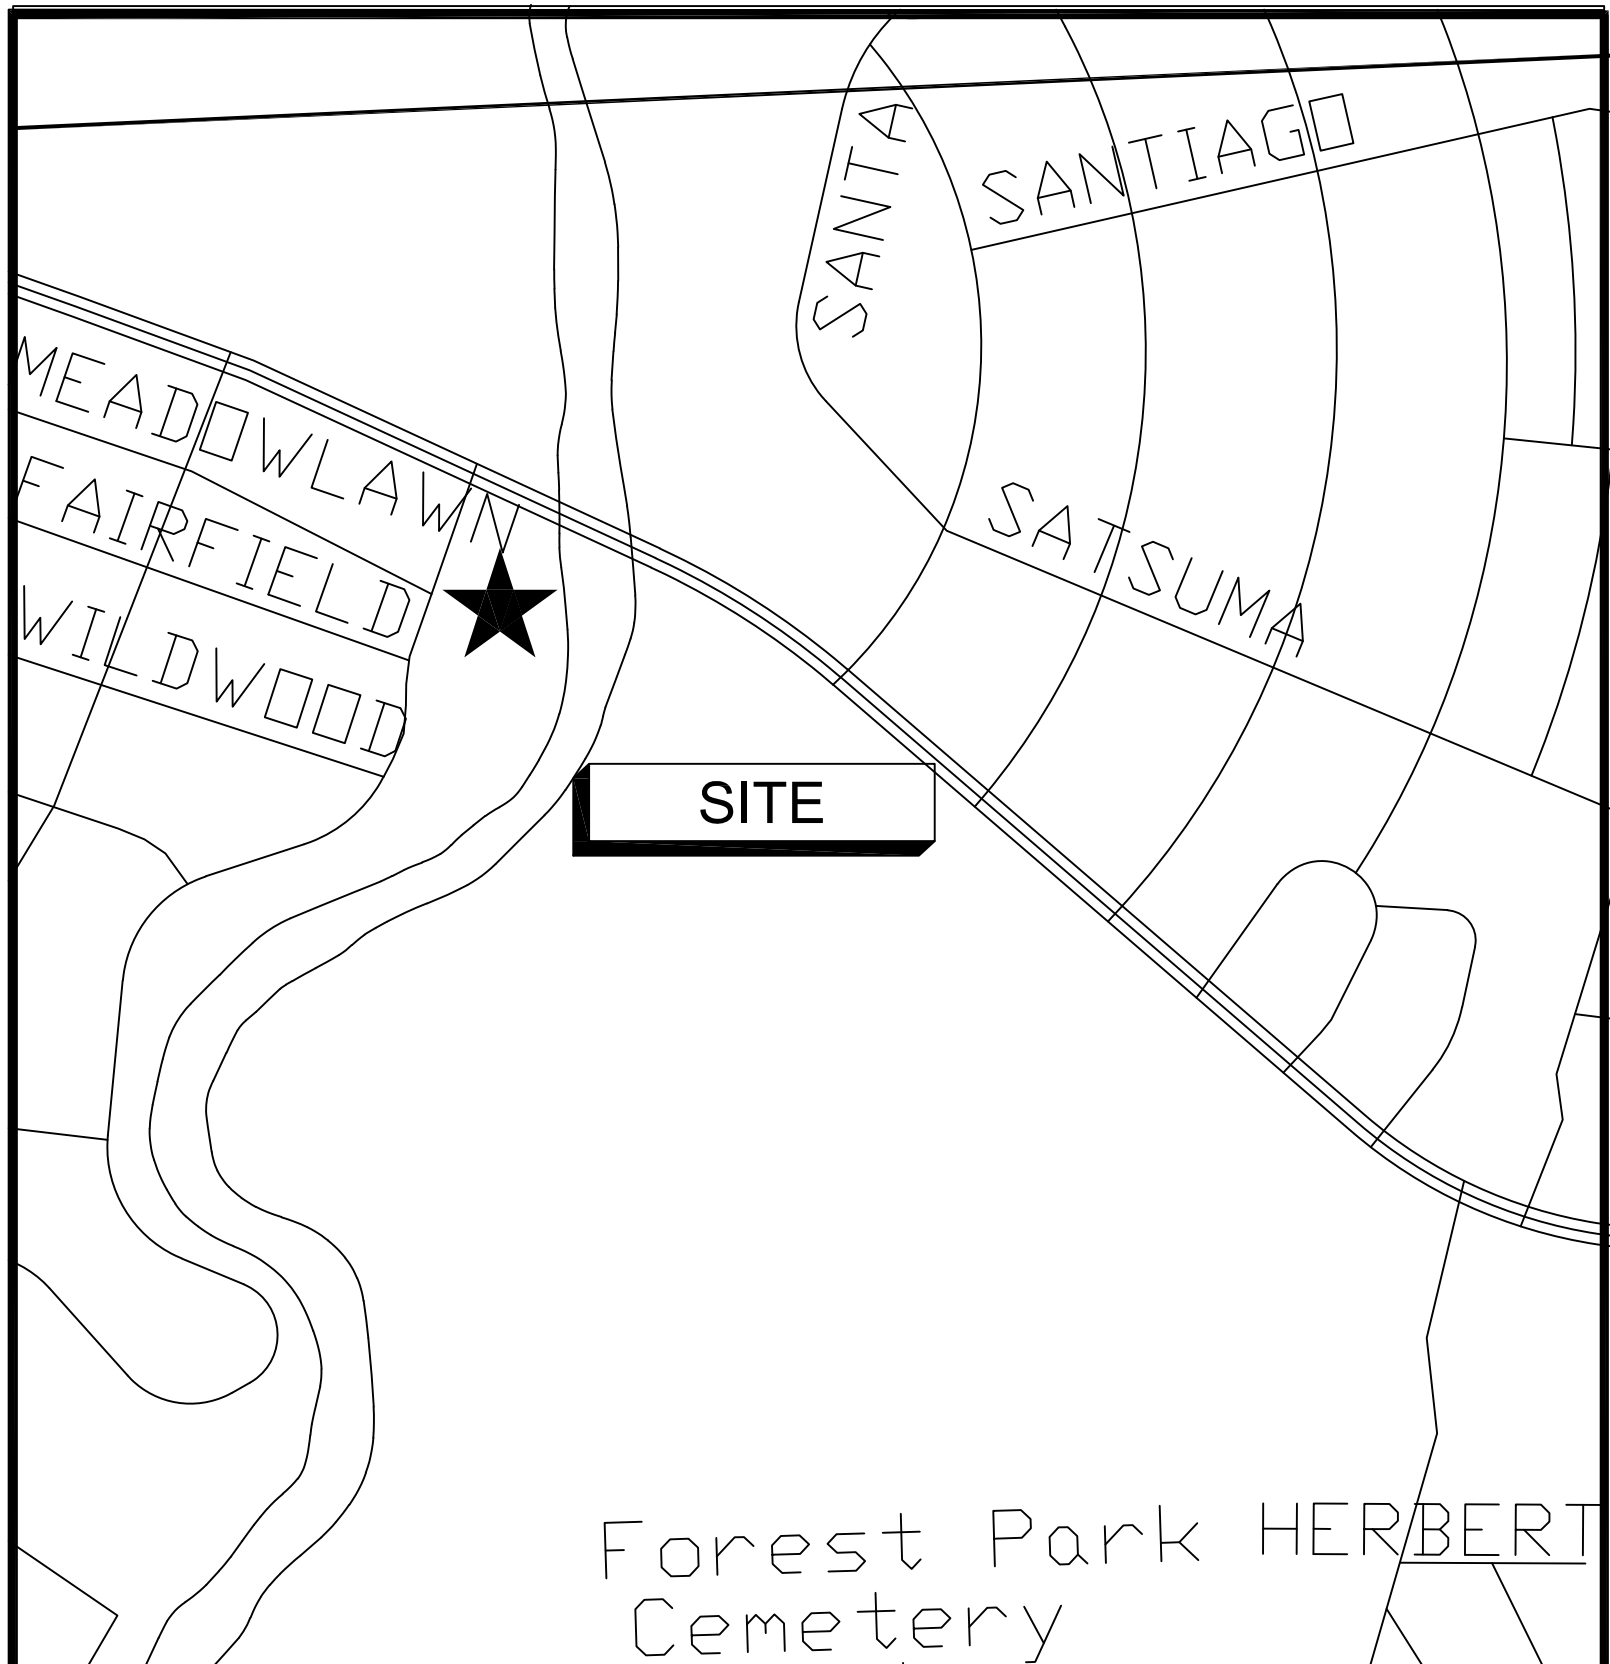 SANTA
SANTIAGO
MEADOWLAWN
FAIRFIELD
WILDWOOD
SATSUMA
SITE
Forest Park
Cemetery
HERBERT